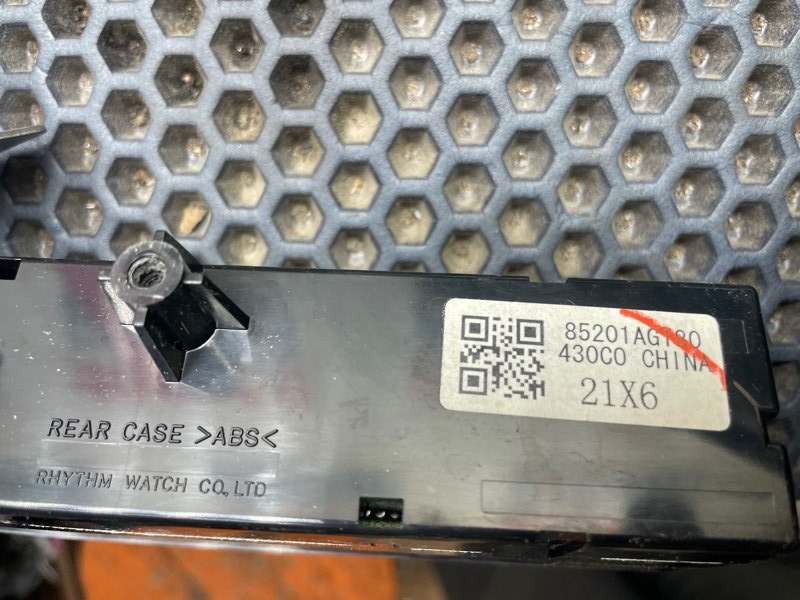 85201AG180
430C0 CHINA
21X6
REAR CASE >ABS<
RHYTHM WATCH CO,.LTD